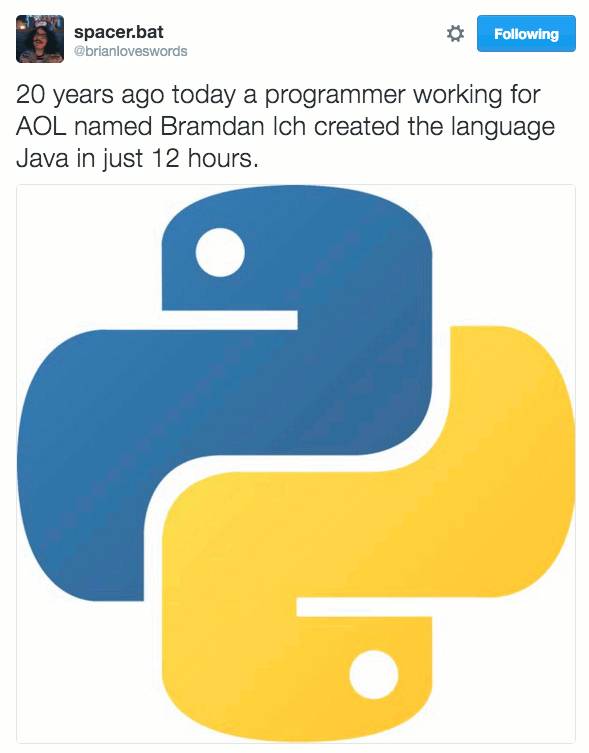 spacer.bat
@brianloveswords
Following
20 years ago today a programmer working for
AOL named Bramdan Ich created the language
Java in just 12 hours.